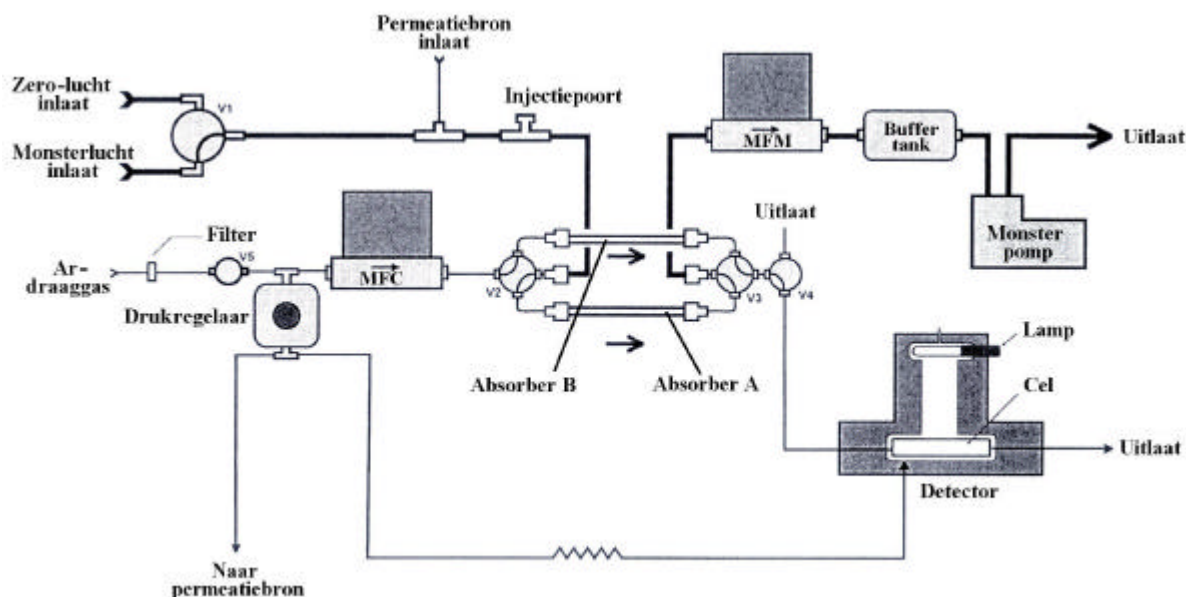 Permeatiebron
inlaat
Zero-lucht
inlaat
V1
Injectiepoort
MFM
Buffer
tank
Uitlaat
Monsterlucht
inlaat
Monster
pomp
Filter
Uitlaat
Ar-
draaggas
V5
MFC
V2
V3
V4
Drukregelaar
Absorber B
Absorber A
Lamp
Cel
Uitlaat
Detector
Naar
permeatiebron